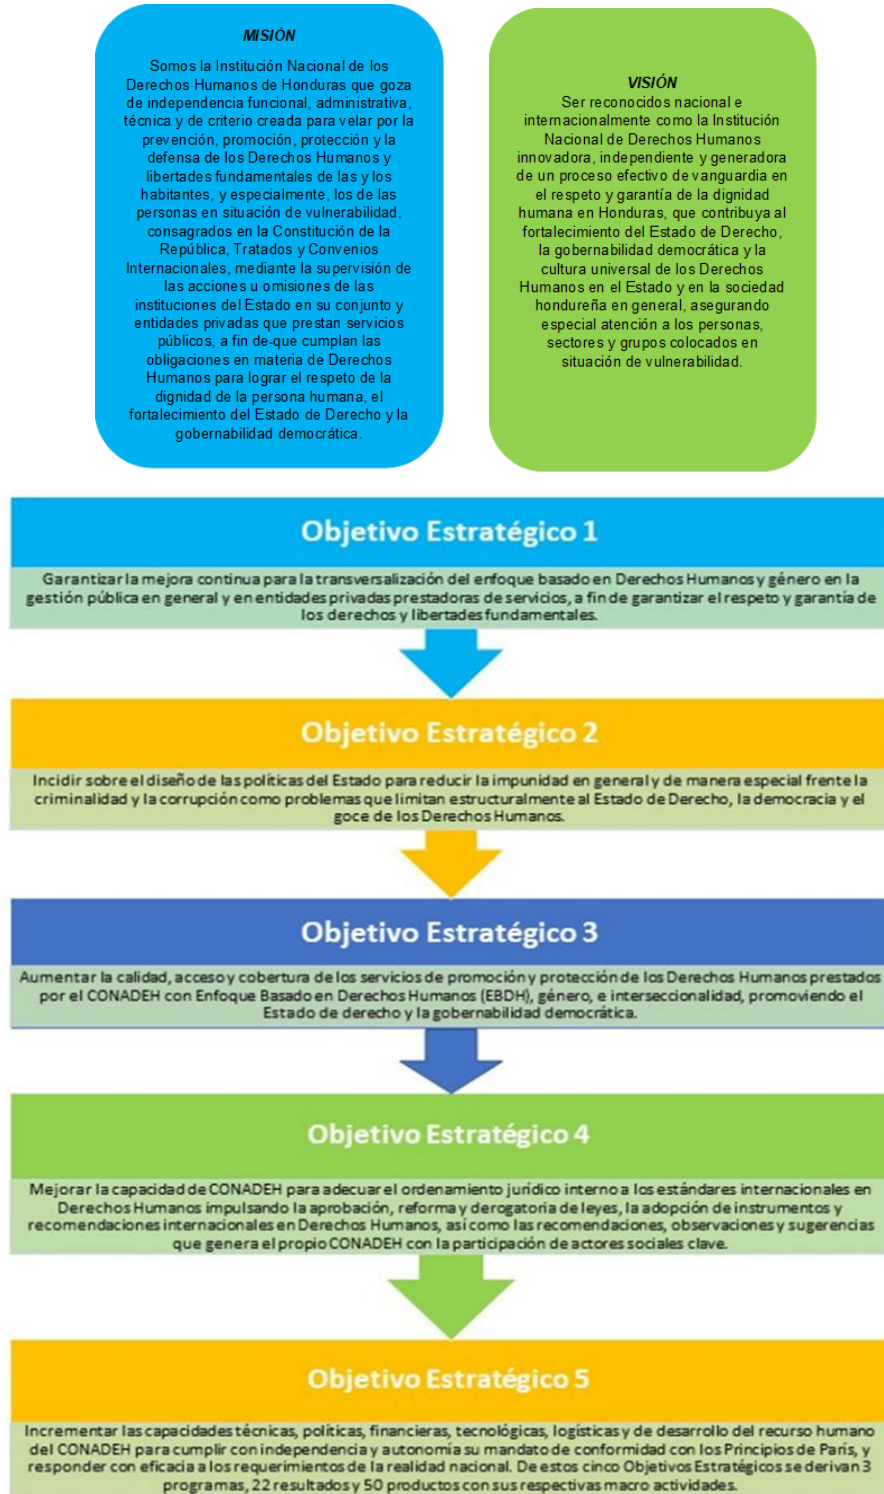 MISIÓN
Somos la Institución Nacional de los
Derechos Humanos de Honduras que goza
de independencia funcional, administrativa,
técnica y de criterio creada para velar por la
prevención, promoción, protección y la
defensa de los Derechos Humanos y
libertades fundamentales de las y los
habitantes, y especialmente, los de las
personas en situación de vulnerabilidad,
consagrados en la Constitución de la
República, Tratados y Convenios
Internacionales, mediante la supervisión de
las acciones u omisiones de las
instituciones del Estado en su conjunto y
entidades privadas que prestan servicios
públicos, a fin de-que cumplan las
obligaciones en materia de Derechos
Humanos para lograr el respeto de la
dignidad de la persona humana, el
fortalecimiento del Estado de Derecho y la
gobernabilidad democrática.
VISIÓN
Ser reconocidos nacional e
internacionalmente como la Institución
Nacional de Derechos Humanos
innovadora, independiente y generadora
de un proceso efectivo de vanguardia en
el respeto y garantía de la dignidad
humana en Honduras, que contribuya al
fortalecimiento del Estado de Derecho,
la gobernabilidad democrática y la
cultura universal de los Derechos
Humanos en el Estado y en la sociedad
hondureña en general, asegurando
especial atención a los personas,
sectores y grupos colocados en
situación de vulnerabilidad.
Objetivo Estratégico 1
Garantizar la mejora continua para la transversalización del enfoque basado en Derechos Humanos y género en la
gestión pública en general y en entidades privadas prestadoras de servicios, a fin de garantizar el respeto y garantía de
los derechos y libertades fundamentales.
Objetivo Estratégico 2
Incidir sobre el diseño de las políticas del Estado para reducir la impunidad en general y de manera especial frente la
criminalidad y la corrupción como problemas que limitan estructuralmente al Estado de Derecho, la democracia y el
goce de los Derechos Humanos.
Objetivo Estratégico 3
Aumentar la calidad, acceso y cobertura de los servicios de promoción y protección de los Derechos Humanos prestados
por el CONADEH con Enfoque Basado en Derechos Humanos (EBDH), género, e interseccionalidad, promoviendo el
Estado de derecho y la gobernabilidad democrática.
Objetivo Estratégico 4
Mejorar la capacidad de CONADEH para adecuar el ordenamiento jurídico interno a los estándares internacionales en
Derechos Humanos impulsando la aprobación, reforma y derogatoria de leyes, la adopción de instrumentos y
recomendaciones internacionales en Derechos Humanos, así como las recomendaciones, observaciones y sugerencias
que genera el propio CONADEH con la participación de actores sociales clave.
Objetivo Estratégico 5
Incrementar las capacidades técnicas, políticas, financieras, tecnológicas, logísticas y de desarrollo del recurso humano
del CONADEH para cumplir con independencia y autonomía su mandato de conformidad con los Principios de París, y
responder con eficacia a los requerimientos de la realidad nacional. De estos cinco Objetivos Estratégicos se derivan 3
programas, 22 resultados y 50 productos con sus respectivas macro actividades.